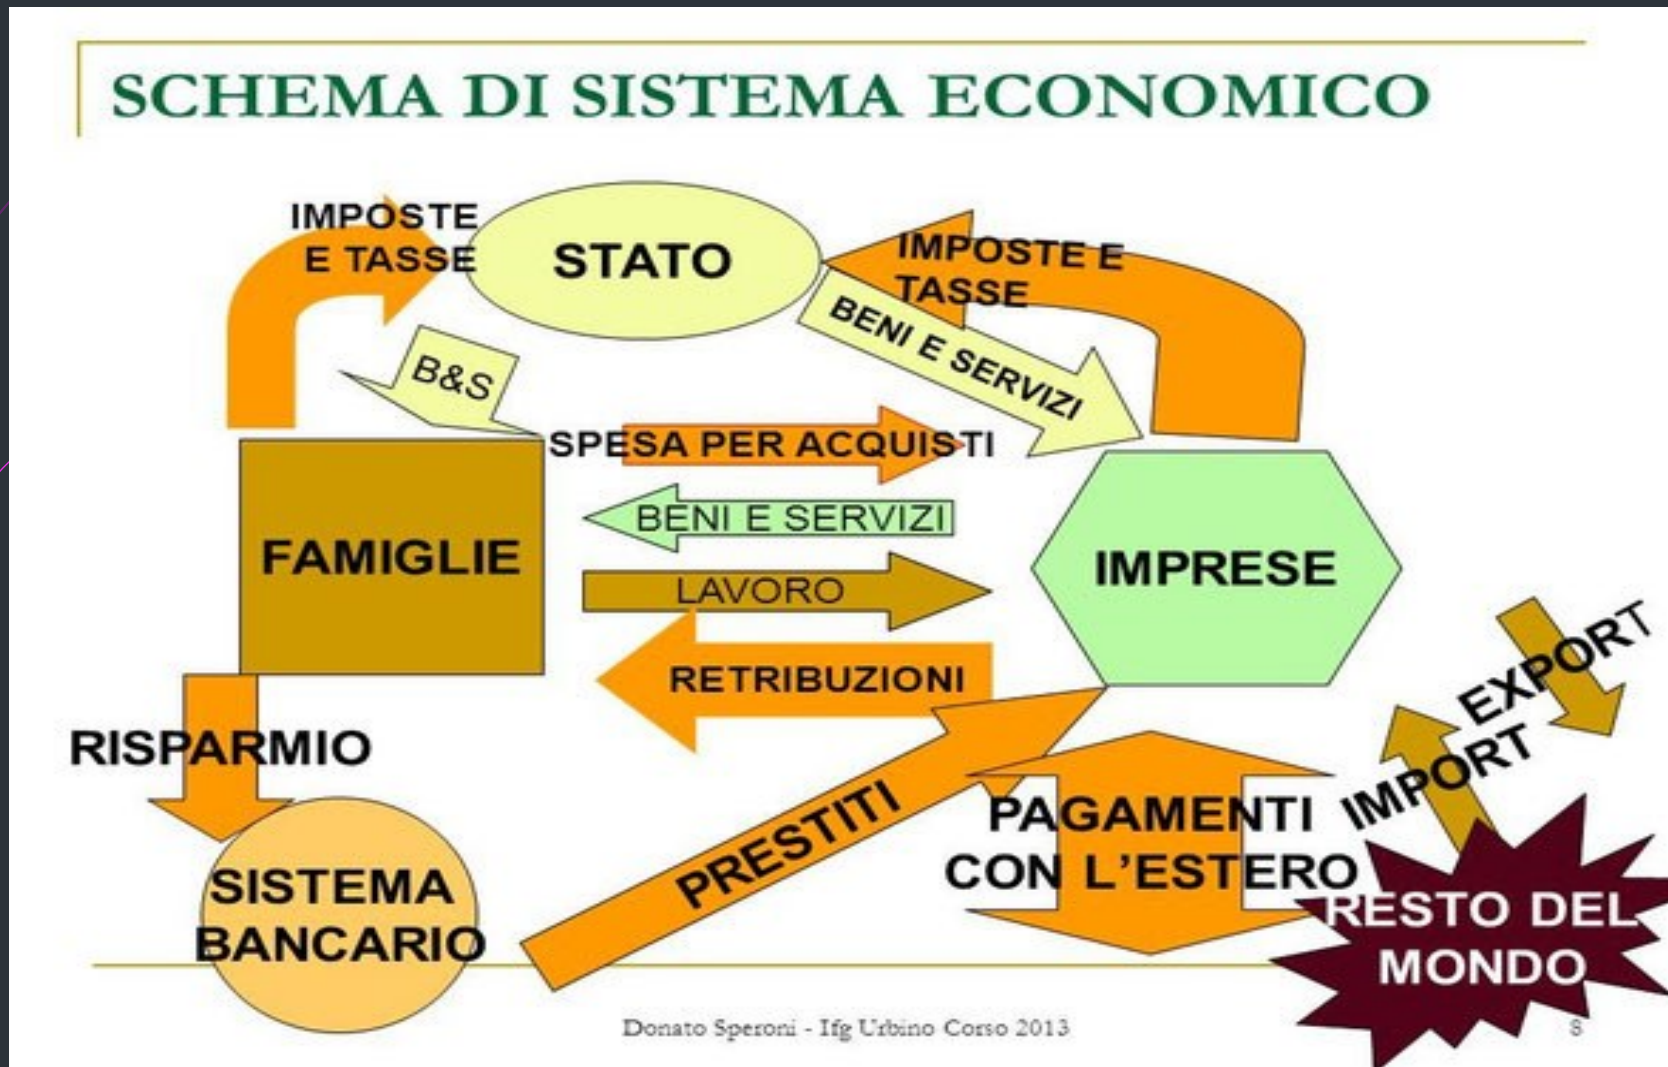 SCHEMA DI SISTEMA ECONOMICO
IMPOSTE
E TASSE
STATO
IMPOSTE E
TASSE
BENI E SERVIZI
B&S
SPESA PER ACQUISTI
BENI E SERVIZI
FAMIGLIE
IMPRESE
LAVORO
RETRIBUZIONI
EXPORT
IMPORT
RISPARMIO
PRESTITI
PAGAMENTI
CON L'ESTERO
SISTEMA
BANCARIO
RESTO DEL
MONDO
Donato Speroni - Ifg Urbino Corso 2013
8